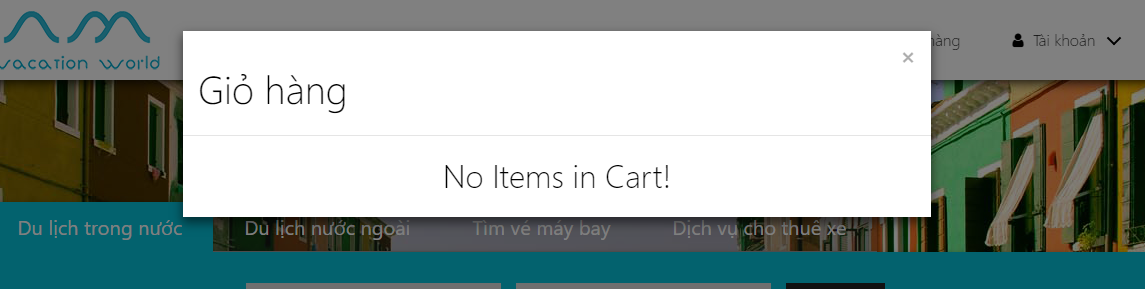 vacation world
hàng
Tài khoản
×
Giỏ hàng
No Items in Cart!
Du lịch trong nước
Du lịch nước ngoài
Tìm vé máy bay
Dịch vụ cho thuê xe